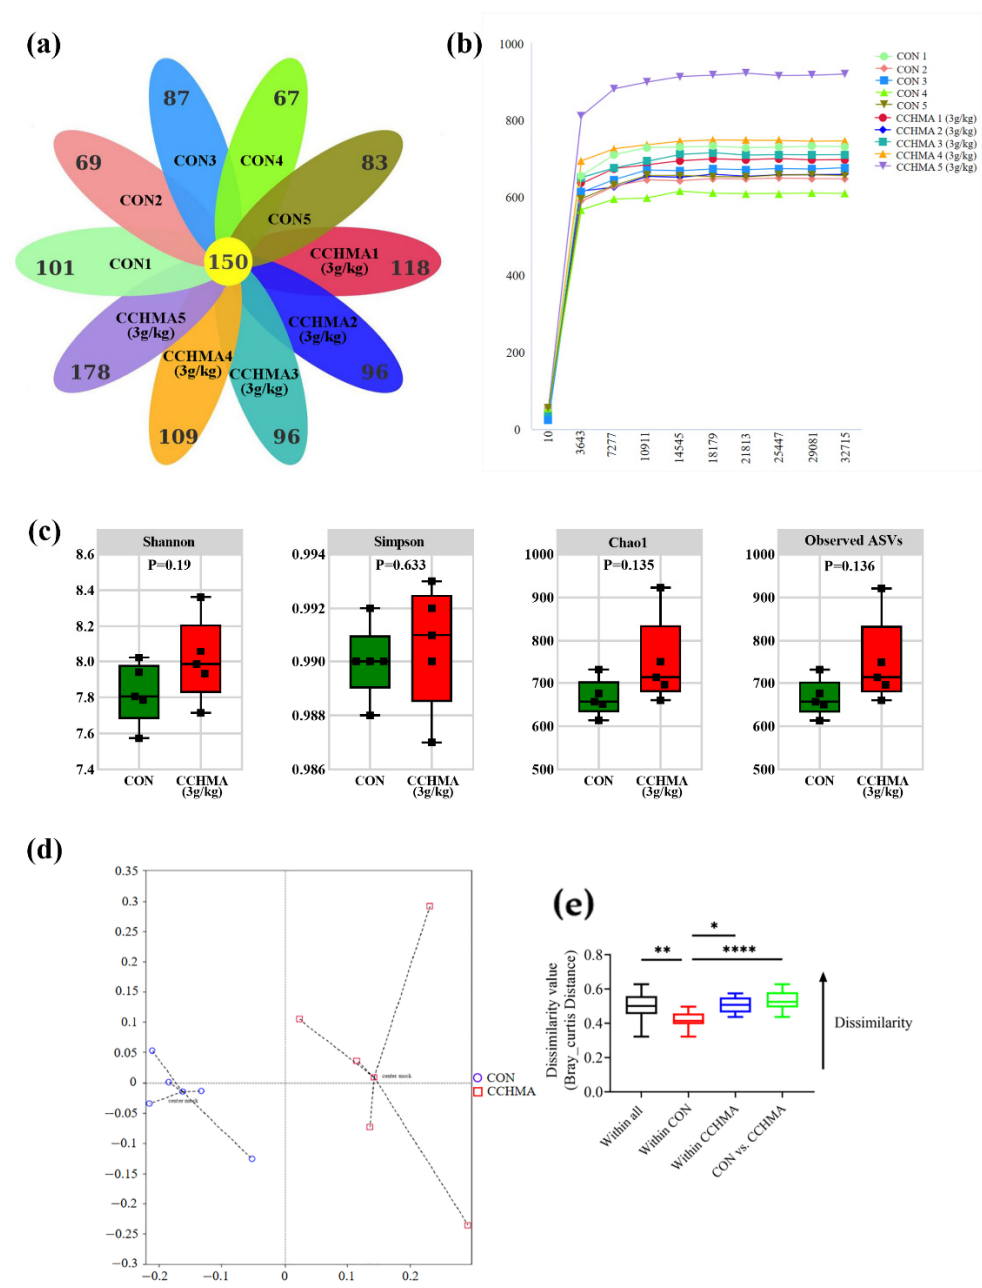 (a)
87
67
69
83
CON3
CON4
CON2
CON5
101
CON1
150
CCHMA1
(3g/kg)
118
CCHMA5
(3g/kg)
CCHMA2
(3g/kg)
178
CCHMA4
(3g/kg)
CCHMA3
(3g/kg)
96
109
96
(b)
1000
800
600
400
200
0
10
3643
7277
10911
14545
18179
21813
25447
29081
32715
CON 1
CON 2
CON 3
CON 4
CON 5
CCHMA 1 (3g/kg)
CCHMA 2 (3g/kg)
CCHMA 3 (3g/kg)
CCHMA 4 (3g/kg)
CCHMA 5 (3g/kg)
(c)
Shannon
P=0.19
8.6
8.4
8.2
8.0
7.8
7.6
7.4
CON
CCHMA
(3g/kg)
Simpson
P=0.633
0.994
0.992
0.990
0.988
0.986
CON
CCHMA
(3g/kg)
Chao1
P=0.135
1000
900
800
700
600
500
CON
CCHMA
(3g/kg)
Observed ASVs
P=0.136
1000
900
800
700
600
500
CON
CCHMA
(3g/kg)
(d)
0.35
0.3
0.25
0.2
0.15
0.1
0.05
0
−0.05
−0.1
−0.15
−0.2
−0.25
−0.3
−0.2
−0.1
0
0.1
0.2
center mock
center mock
CON
CCHMA
(e)
Dissimilarity value
(Bray_curtis Distance)
0.8
0.6
0.4
0.2
0.0
**
*
****
Within all
Within CON
Within CCHMA
CON vs. CCHMA
Dissimilarity